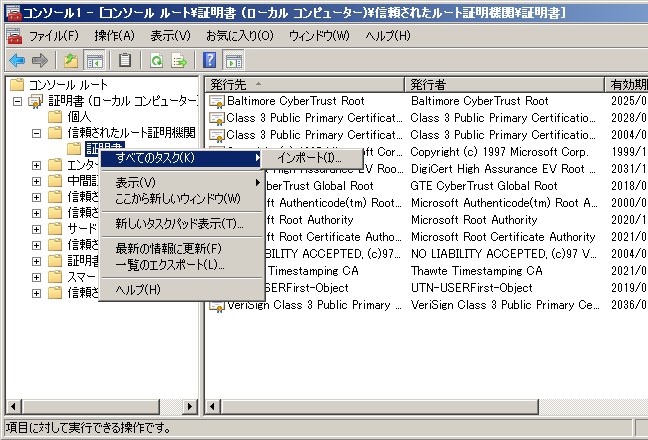 コンソール1 - [コンソール ルート¥証明書 (ローカル コンピューター)¥信頼されたルート証明機関¥証明書]
ファイル(F) 操作(A) 表示(V) お気に入り(O) ウィンドウ(W) ヘルプ(H)
コンソール ルート
証明書 (ローカル コンピューター)
個人
信頼されたルート証明機関
証明書
エンター
中間
信頼さ
信頼さ
サード
信頼さ
証明書
スマー
信頼さ
すべてのタスク(K)
インポート(I)...
表示(V)
ここから新しいウィンドウ(W)
新しいタスクパッド表示(T)...
最新の情報に更新(F)
一覧のエクスポート(L)...
ヘルプ(H)
発行先 発行者 有効期
Baltimore CyberTrust Root Baltimore CyberTrust Root 2025/0
Class 3 Public Primary Certificat... Class 3 Public Primary Certificatio... 2028/0
Class 3 Public Primary Certificat... Class 3 Public Primary Certificatio... 2004/0
Copyright (c) 1997 Microsoft Corp. 1999/1
h Assurance EV Root ... DigiCert High Assurance EV Root ... 2031/1
yberTrust Global Root GTE CyberTrust Global Root 2018/0
ft Authenticode(tm) R... Microsoft Authenticode(tm) Root A... 2000/0
ft Root Authority Microsoft Root Authority 2020/1
ft Root Certificate Au... Microsoft Root Certificate Autho... 2021/0
BILITY ACCEPTED, (c)97... NO LIABILITY ACCEPTED, (c)97 V... 2004/0
e Timestamping CA Thawte Timestamping CA 2021/0
SERFirst-Object UTN-USERFirst-Object 2019/0
VeriSign Class 3 Public Primary ... VeriSign Class 3 Public Primary Ce... 2036/0
項目に対して実行できる操作です。